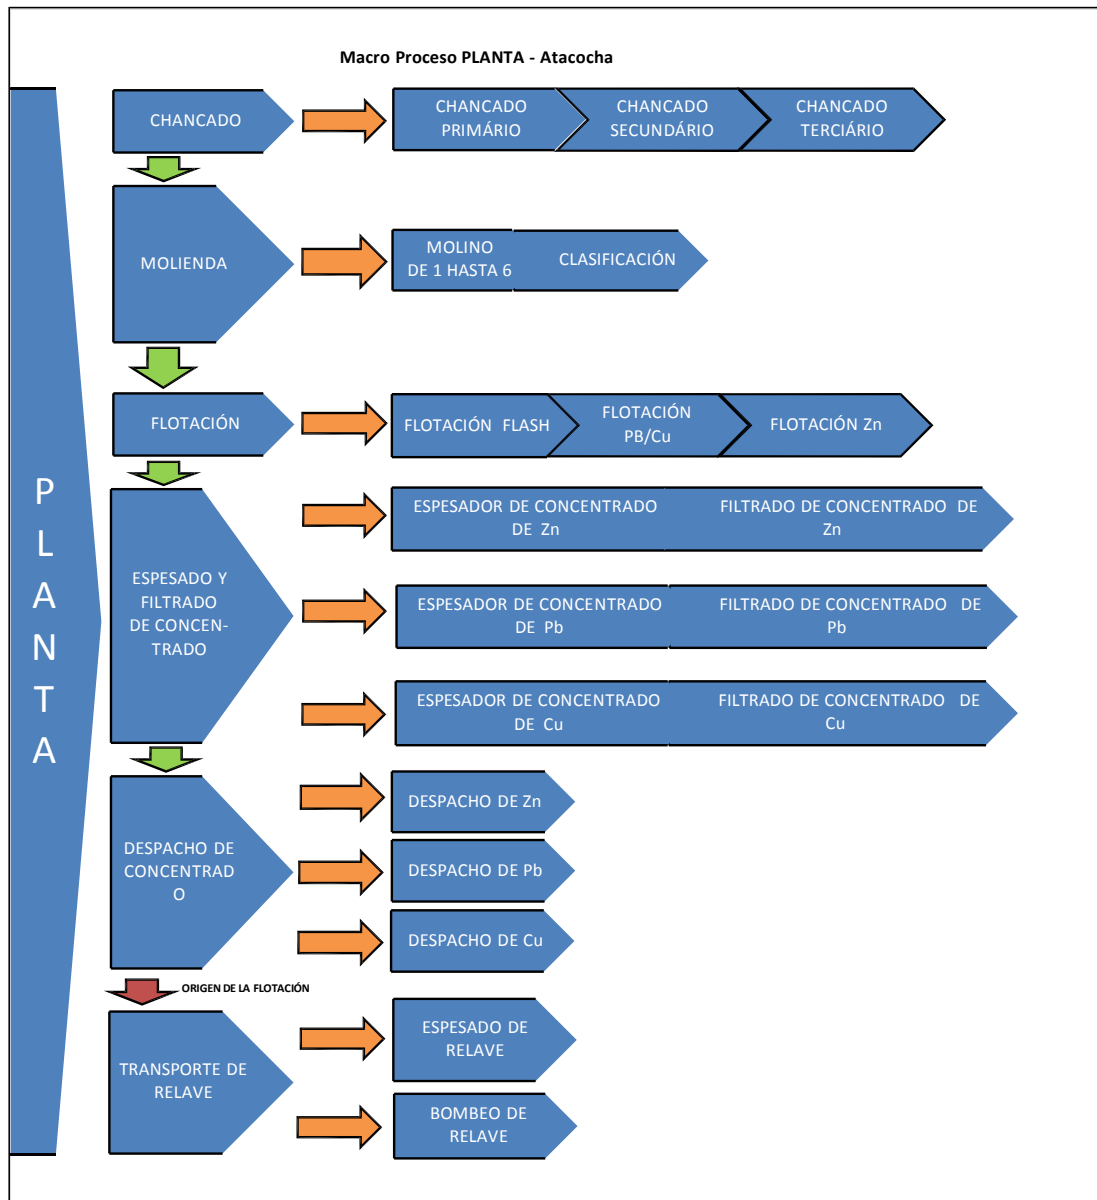 Macro Proceso PLANTA - Atacocha
P
L
A
N
T
A
CHANCADO
CHANCADO
PRIMÁRIO
CHANCADO
SECUNDÁRIO
CHANCADO
TERCIÁRIO
MOLIENDA
MOLINO
DE 1 HASTA 6
CLASIFICACIÓN
FLOTACIÓN
FLOTACIÓN FLASH
FLOTACIÓN
PB/Cu
FLOTACIÓN Zn
ESPESADO Y
FILTRADO
DE CONCEN-
TRADO
ESPESADOR DE CONCENTRADO
DE Zn
FILTRADO DE CONCENTRADO DE
Zn
ESPESADOR DE CONCENTRADO
DE Pb
FILTRADO DE CONCENTRADO DE
Pb
ESPESADOR DE CONCENTRADO
DE Cu
FILTRADO DE CONCENTRADO DE
Cu
DESPACHO DE
CONCENTRAD
O
DESPACHO DE Zn
DESPACHO DE Pb
DESPACHO DE Cu
ORIGEN DE LA FLOTACIÓN
TRANSPORTE DE
RELAVE
ESPESADO DE
RELAVE
BOMBEO DE
RELAVE